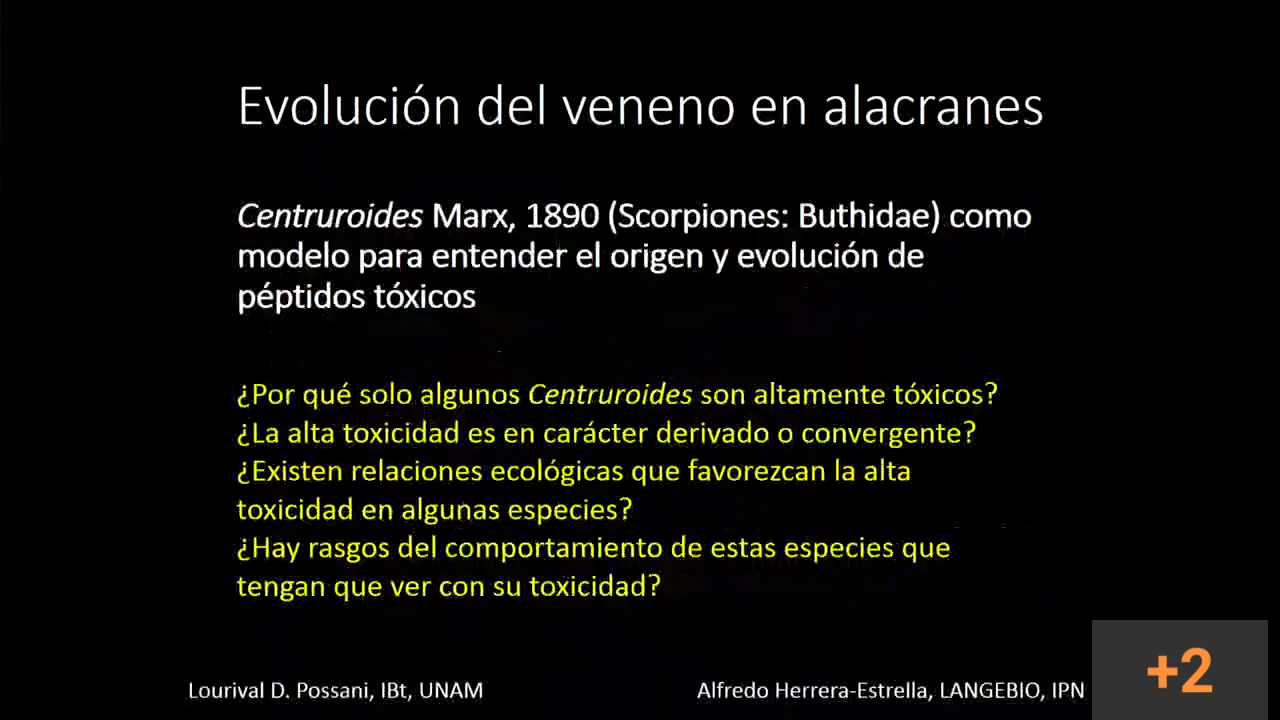 Evolución del veneno en alacranes
Centruroides Marx, 1890 (Scorpiones: Buthidae) como
modelo para entender el origen y evolución de
péptidos tóxicos
¿Por qué solo algunos Centruroides son altamente tóxicos?
¿La alta toxicidad es en carácter derivado o convergente?
¿Existen relaciones ecológicas que favorezcan la alta
toxicidad en algunas especies?
¿Hay rasgos del comportamiento de estas especies que
tengan que ver con su toxicidad?
Lourival D. Possani, IBt, UNAM
Alfredo Herrera-Estrella, LANGEBIO, IPN
+2